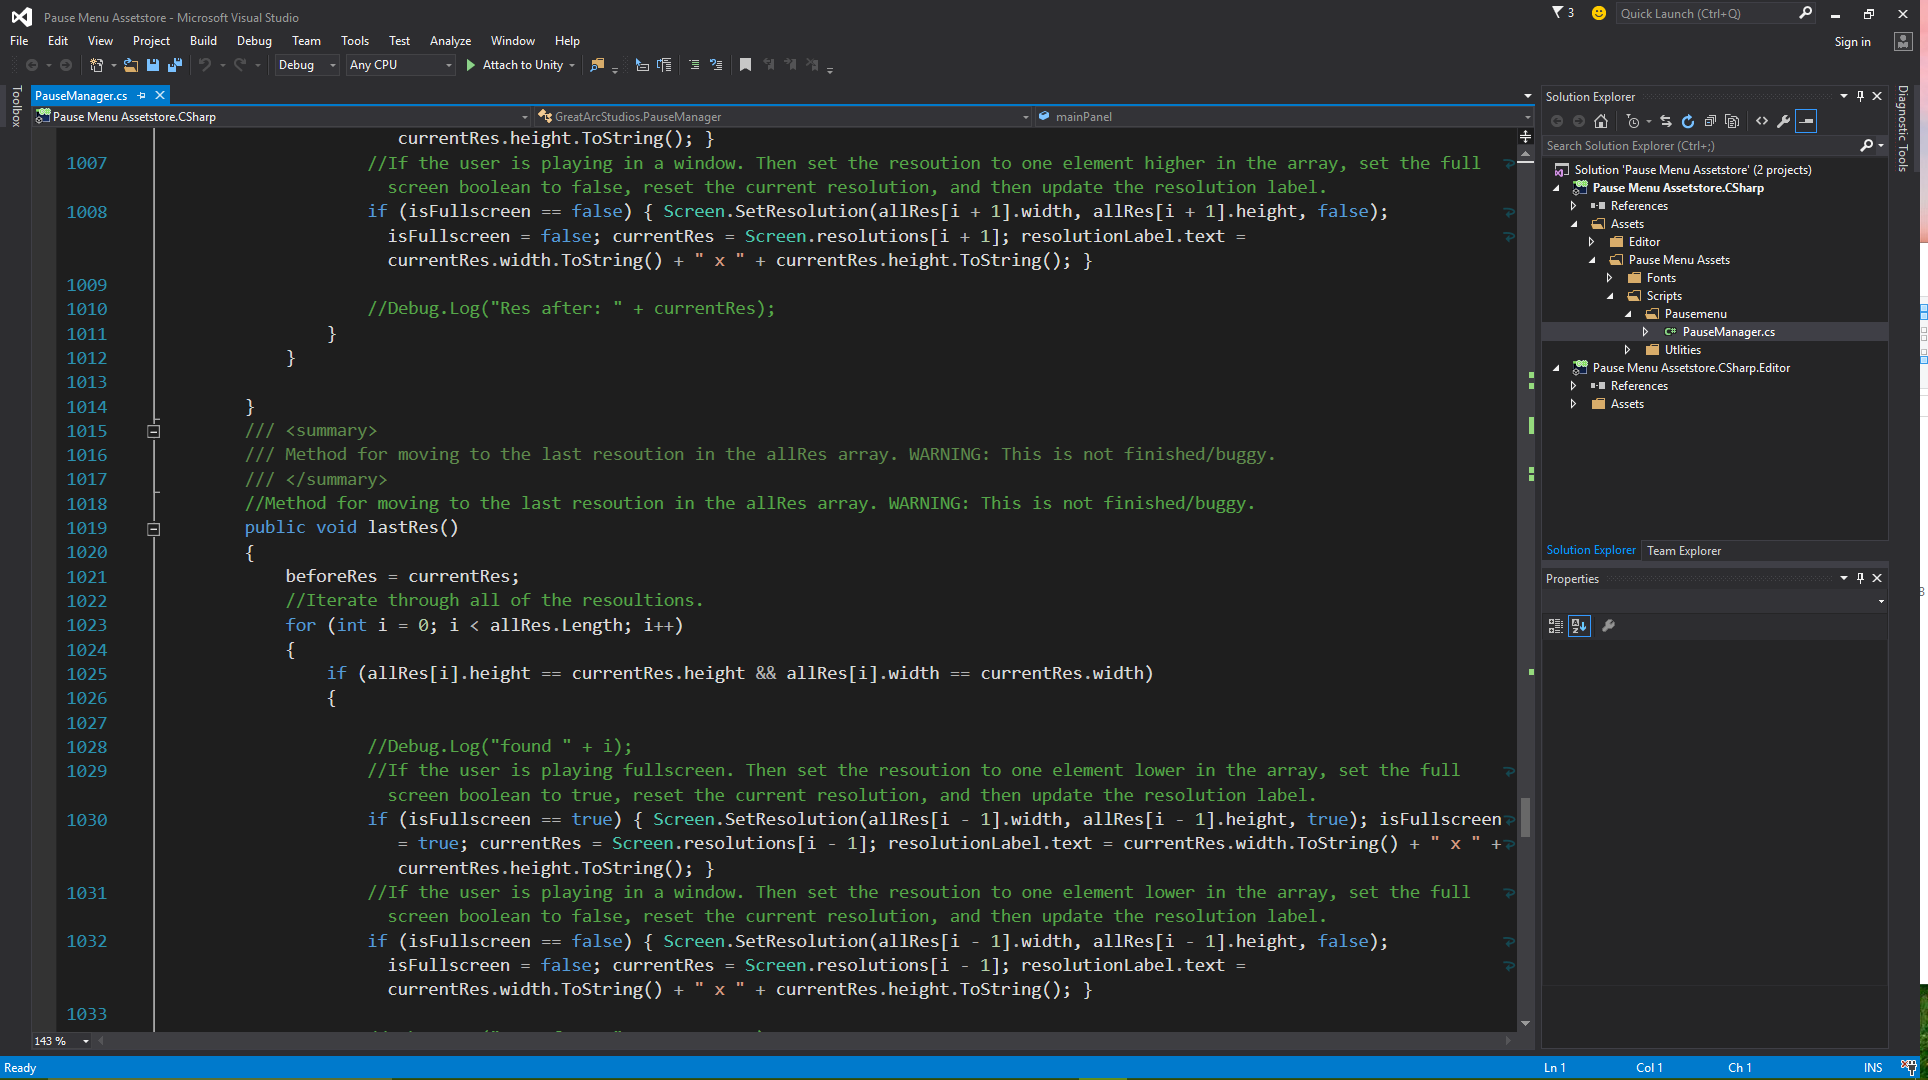 Pause Menu Assetstore - Microsoft Visual Studio
3
Quick Launch (Ctrl+Q)
File Edit View Project Build Debug Team Tools Test Analyze Window Help
Sign in
Debug Any CPU Attach to Unity
Toolbox
PauseManager.cs
Pause Menu Assetstore.CSharp GreatArcStudios.PauseManager mainPanel
currentRes.height.ToString(); }
1007 //If the user is playing in a window. Then set the resoution to one element higher in the array, set the full
screen boolean to false, reset the current resolution, and then update the resolution label.
1008 if (isFullscreen == false) { Screen.SetResolution(allRes[i + 1].width, allRes[i + 1].height, false);
isFullscreen = false; currentRes = Screen.resolutions[i + 1]; resolutionLabel.text =
currentRes.width.ToString() + " x " + currentRes.height.ToString(); }
1009
1010 //Debug.Log("Res after: " + currentRes);
1011 }
1012 }
1013
1014 }
1015 /// <summary>
1016 /// Method for moving to the last resoution in the allRes array. WARNING: This is not finished/buggy.
1017 /// </summary>
1018 //Method for moving to the last resoution in the allRes array. WARNING: This is not finished/buggy.
1019 public void lastRes()
1020 {
1021 beforeRes = currentRes;
1022 //Iterate through all of the resoultions.
1023 for (int i = 0; i < allRes.Length; i++)
1024 {
1025 if (allRes[i].height == currentRes.height && allRes[i].width == currentRes.width)
1026 {
1027
1028 //Debug.Log("found " + i);
1029 //If the user is playing fullscreen. Then set the resoution to one element lower in the array, set the full
screen boolean to true, reset the current resolution, and then update the resolution label.
1030 if (isFullscreen == true) { Screen.SetResolution(allRes[i - 1].width, allRes[i - 1].height, true); isFullscreen
= true; currentRes = Screen.resolutions[i - 1]; resolutionLabel.text = currentRes.width.ToString() + " x " +
currentRes.height.ToString(); }
1031 //If the user is playing in a window. Then set the resoution to one element lower in the array, set the full
screen boolean to false, reset the current resolution, and then update the resolution label.
1032 if (isFullscreen == false) { Screen.SetResolution(allRes[i - 1].width, allRes[i - 1].height, false);
isFullscreen = false; currentRes = Screen.resolutions[i - 1]; resolutionLabel.text =
currentRes.width.ToString() + " x " + currentRes.height.ToString(); }
1033
143 %
Solution Explorer
Search Solution Explorer (Ctrl+;)
Solution 'Pause Menu Assetstore' (2 projects)
Pause Menu Assetstore.CSharp
References
Assets
Editor
Pause Menu Assets
Fonts
Scripts
Pausemenu
C# PauseManager.cs
Utlities
Pause Menu Assetstore.CSharp.Editor
References
Assets
Solution Explorer Team Explorer
Properties
Diagnostic Tools
Ready Ln 1 Col 1 Ch 1 INS